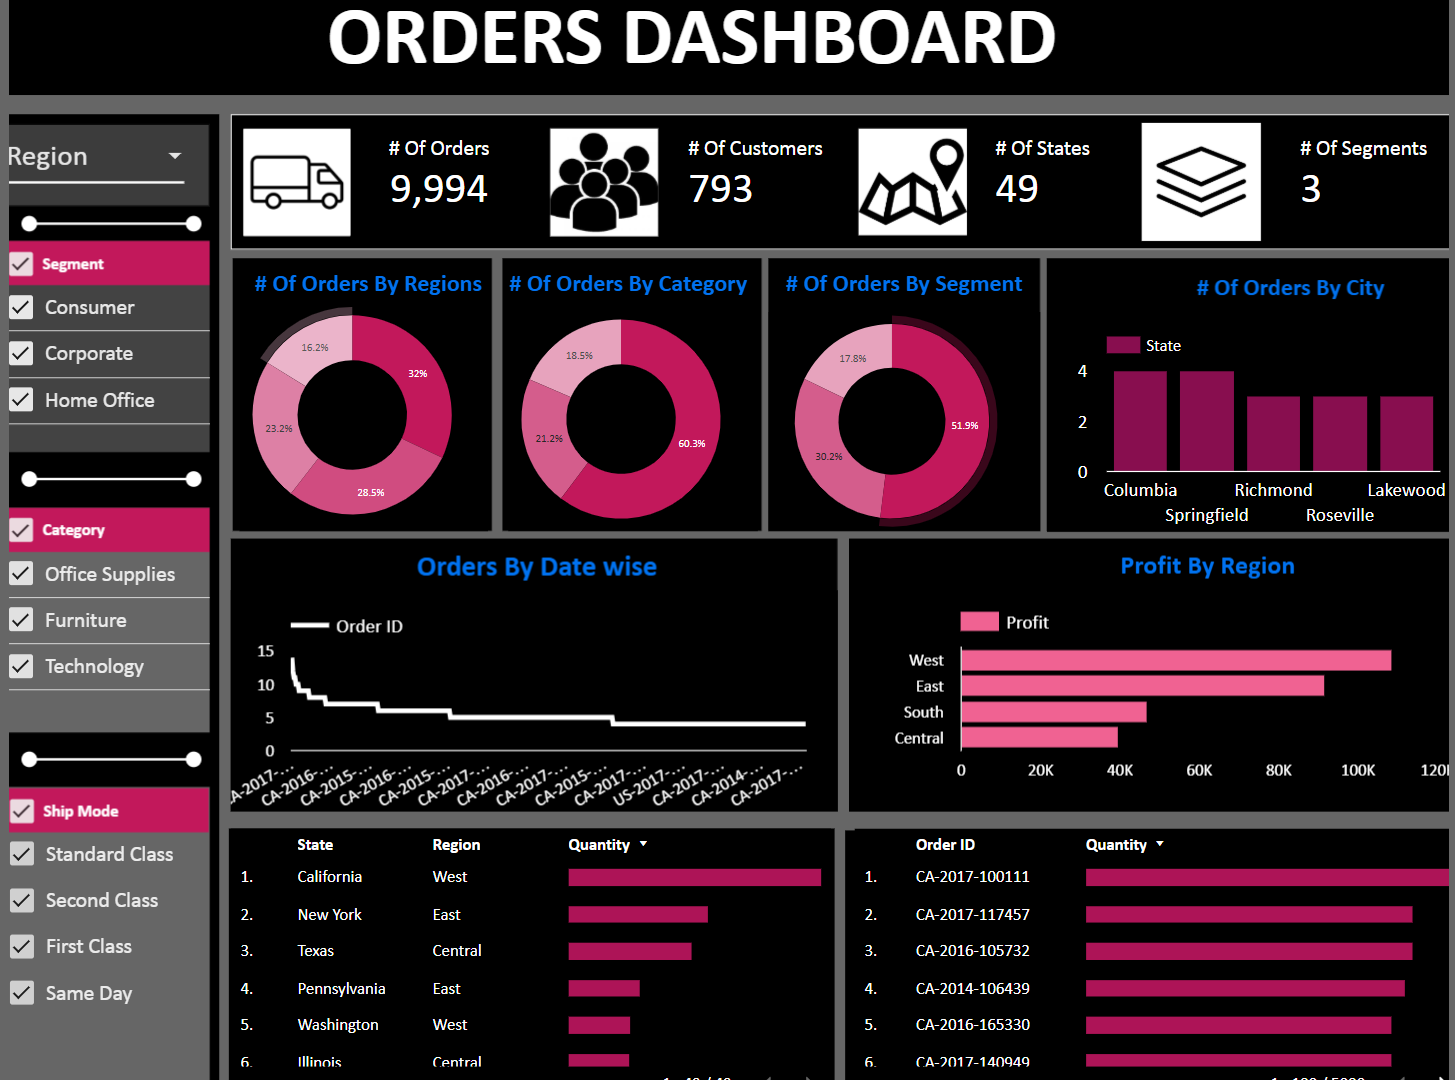 ORDERS DASHBOARD
Region
Segment
Consumer
Corporate
Home Office
Category
Office Supplies
Furniture
Technology
Ship Mode
Standard Class
Second Class
First Class
Same Day
# Of Orders
9,994
# Of Customers
793
# Of States
49
# Of Segments
3
# Of Orders By Regions
16.2%
32%
23.2%
28.5%
# Of Orders By Category
18.5%
21.2%
60.3%
# Of Orders By Segment
17.8%
51.9%
30.2%
# Of Orders By City
State
4
2
0
Columbia Richmond Lakewood
Springfield Roseville
Orders By Date wise
Order ID
15
10
5
0
CA-2017-... CA-2016-... CA-2015-... CA-2016-... CA-2015-... CA-2017-... CA-2016-... CA-2017-... CA-2015-... CA-2017-... US-2017-... CA-2017-... CA-2014-... CA-2017-...
Profit By Region
Profit
West
East
South
Central
0 20K 40K 60K 80K 100K 120
State Region Quantity
1. California West
2. New York East
3. Texas Central
4. Pennsylvania East
5. Washington West
6. Illinois Central
Order ID Quantity
1. CA-2017-100111
2. CA-2017-117457
3. CA-2016-105732
4. CA-2014-106439
5. CA-2016-165330
6. CA-2017-140949